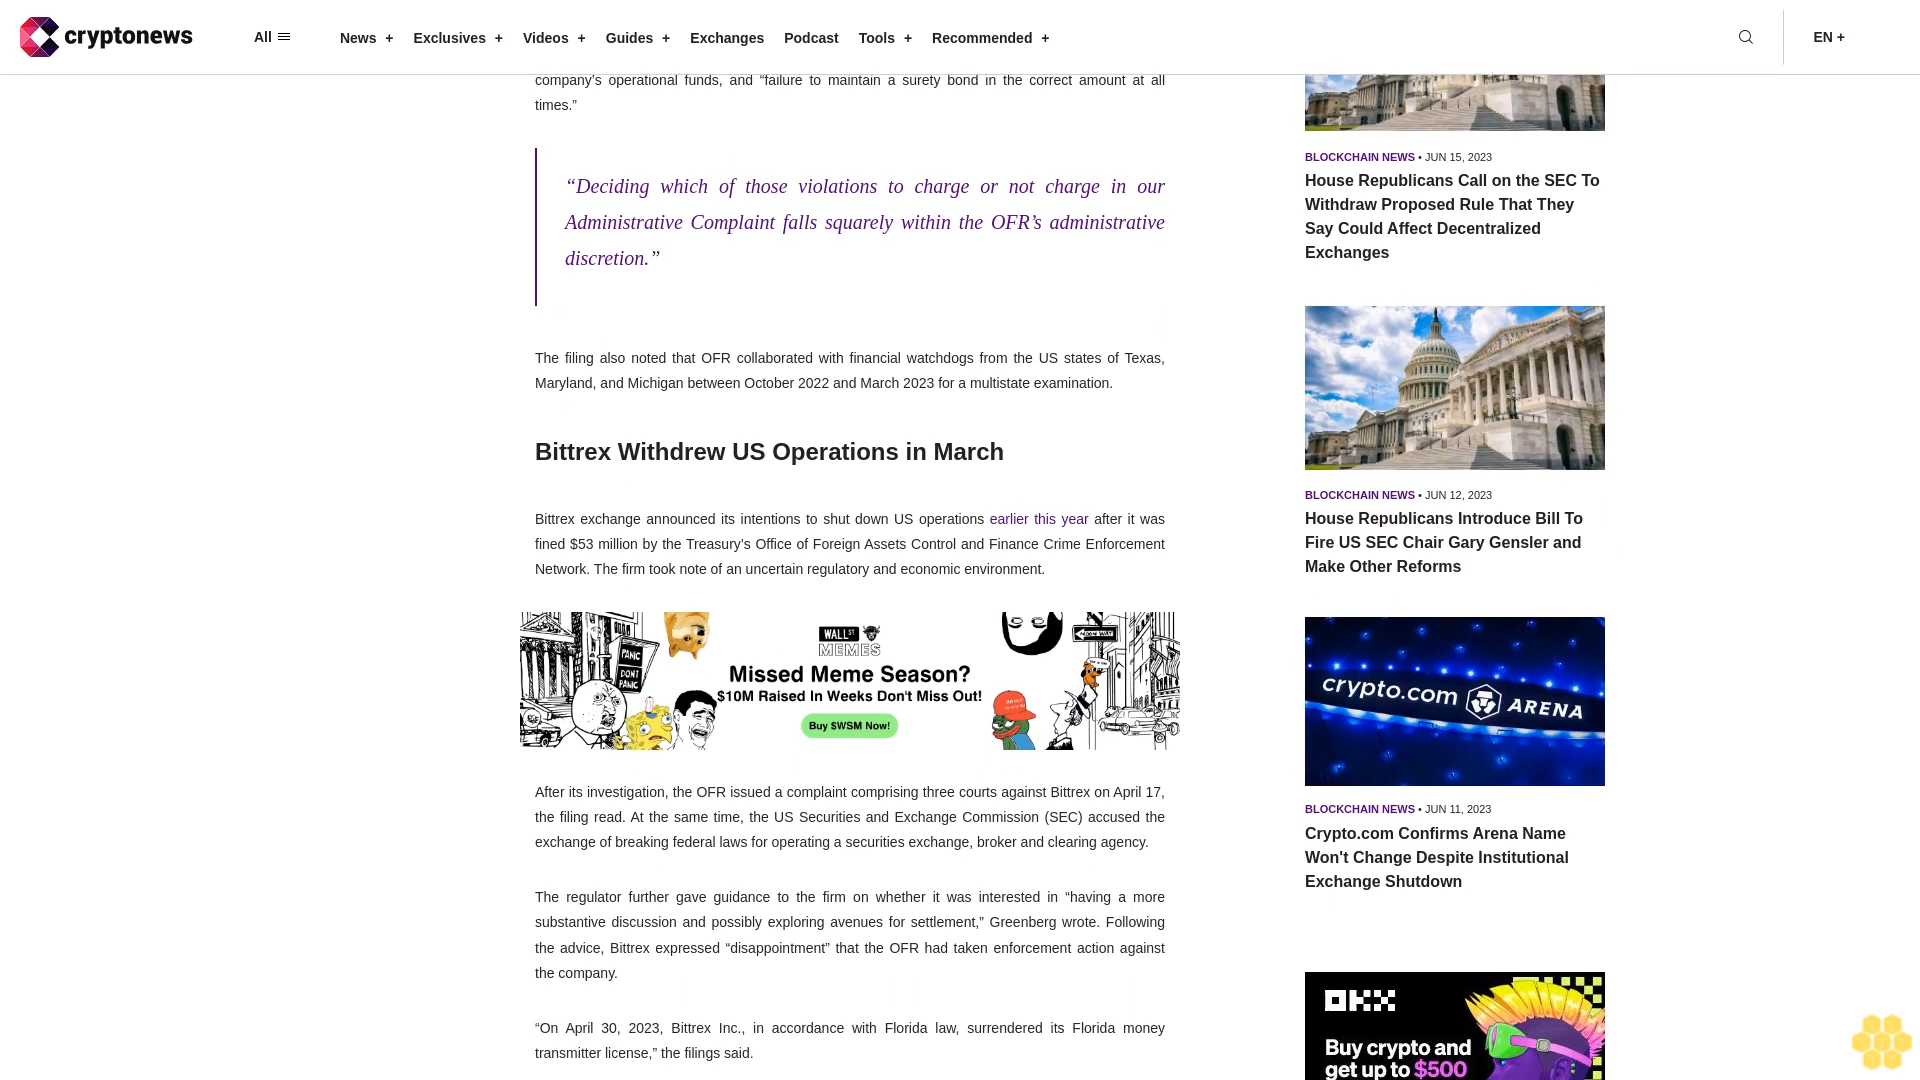 cryptonews
All
News +
Exclusives +
Videos +
Guides +
Exchanges
Podcast
Tools +
Recommended +
EN +
company’s operational funds, and “failure to maintain a surety bond in the correct amount at all
times.”
“Deciding which of those violations to charge or not charge in our
Administrative Complaint falls squarely within the OFR’s administrative
discretion.”
The filing also noted that OFR collaborated with financial watchdogs from the US states of Texas,
Maryland, and Michigan between October 2022 and March 2023 for a multistate examination.
Bittrex Withdrew US Operations in March
Bittrex exchange announced its intentions to shut down US operations earlier this year after it was
fined $53 million by the Treasury’s Office of Foreign Assets Control and Finance Crime Enforcement
Network. The firm took note of an uncertain regulatory and economic environment.
PANC
DONT
PANIC
WALL ST
MEMES
Missed Meme Season?
$10M Raised In Weeks Don't Miss Out!
Buy $WSM Now!
After its investigation, the OFR issued a complaint comprising three courts against Bittrex on April 17,
the filing read. At the same time, the US Securities and Exchange Commission (SEC) accused the
exchange of breaking federal laws for operating a securities exchange, broker and clearing agency.
The regulator further gave guidance to the firm on whether it was interested in “having a more
substantive discussion and possibly exploring avenues for settlement,” Greenberg wrote. Following
the advice, Bittrex expressed “disappointment” that the OFR had taken enforcement action against
the company.
“On April 30, 2023, Bittrex Inc., in accordance with Florida law, surrendered its Florida money
transmitter license,” the filings said.
BLOCKCHAIN NEWS • JUN 15, 2023
House Republicans Call on the SEC To
Withdraw Proposed Rule That They
Say Could Affect Decentralized
Exchanges
BLOCKCHAIN NEWS • JUN 12, 2023
House Republicans Introduce Bill To
Fire US SEC Chair Gary Gensler and
Make Other Reforms
crypto.com ARENA
BLOCKCHAIN NEWS • JUN 11, 2023
Crypto.com Confirms Arena Name
Won't Change Despite Institutional
Exchange Shutdown
OKX
Buy crypto and
get up to $500